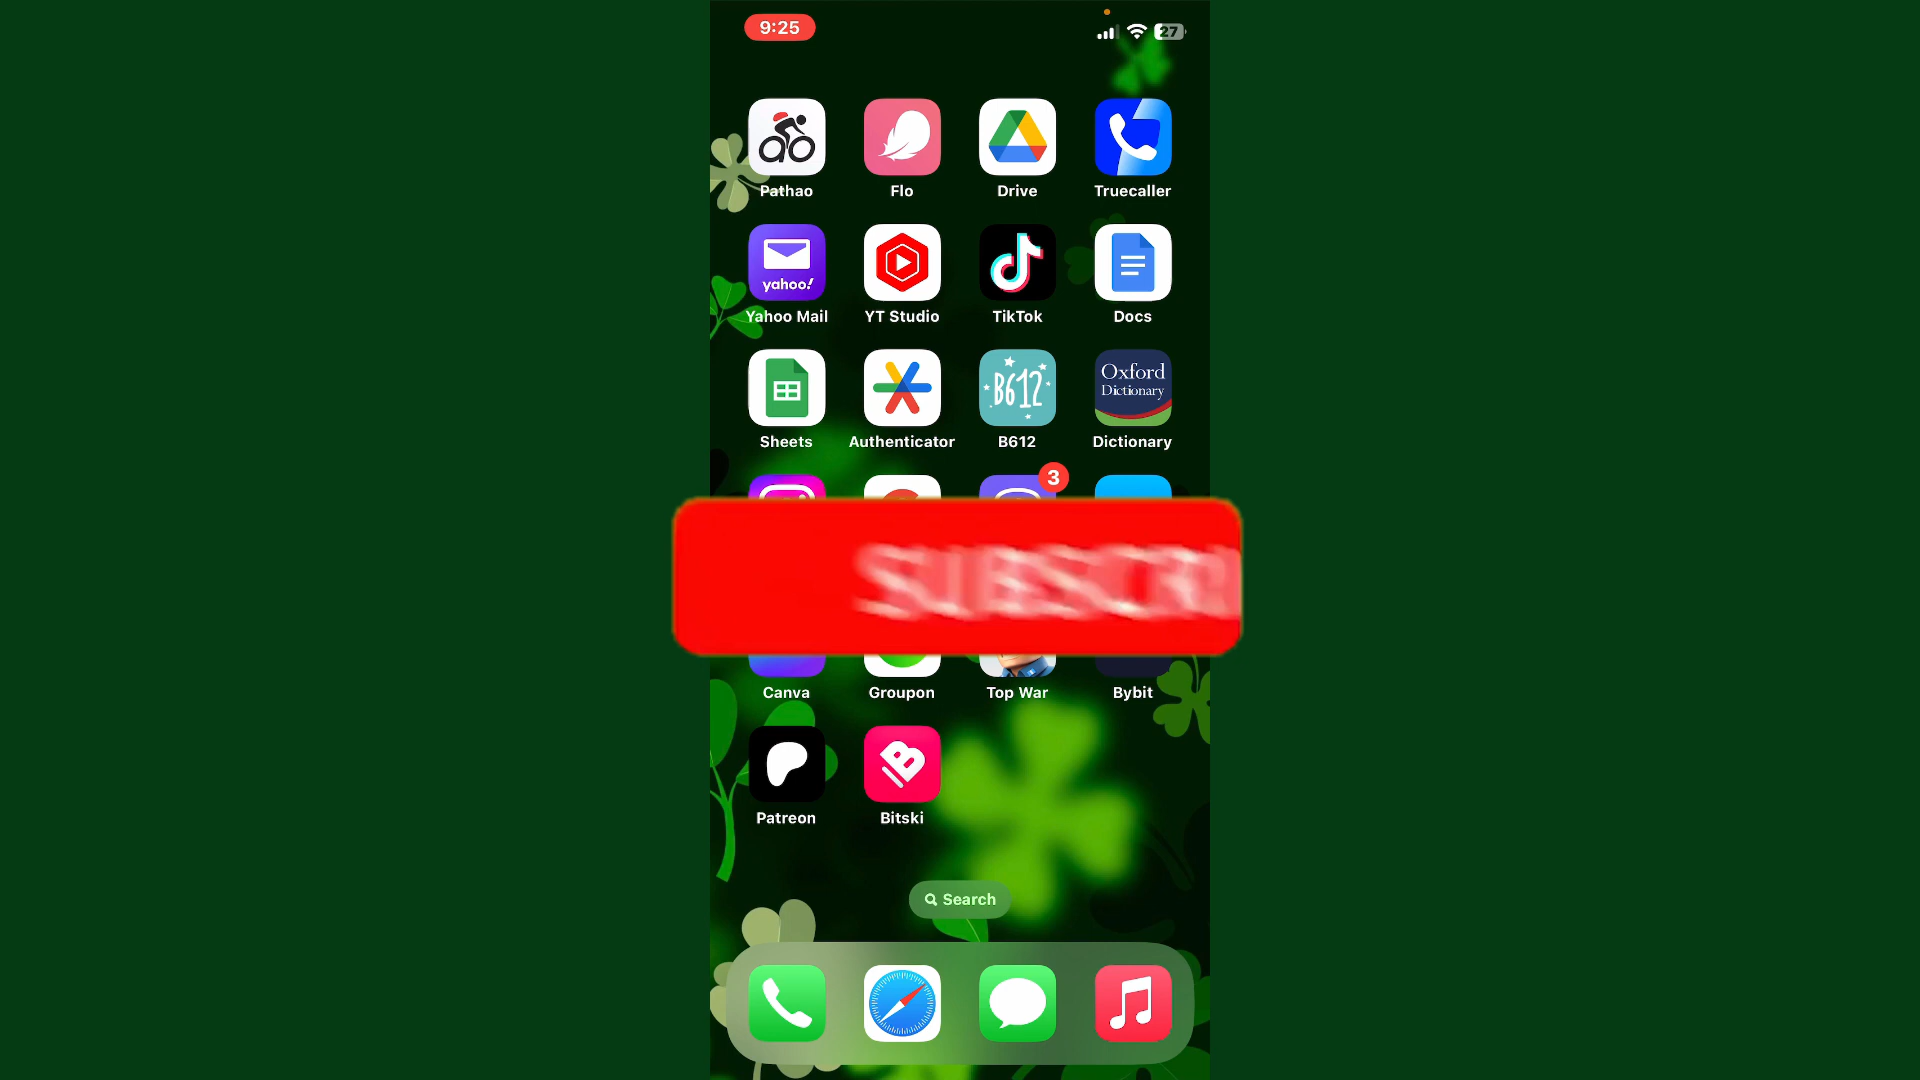 9:25
27
Pathao Flo Drive Truecaller
yahoo!
Yahoo Mail YT Studio TikTok Docs
B612
Oxford
Dictionary
Sheets Authenticator B612 Dictionary
3
Canva Groupon Top War Bybit
Patreon Bitski
Search